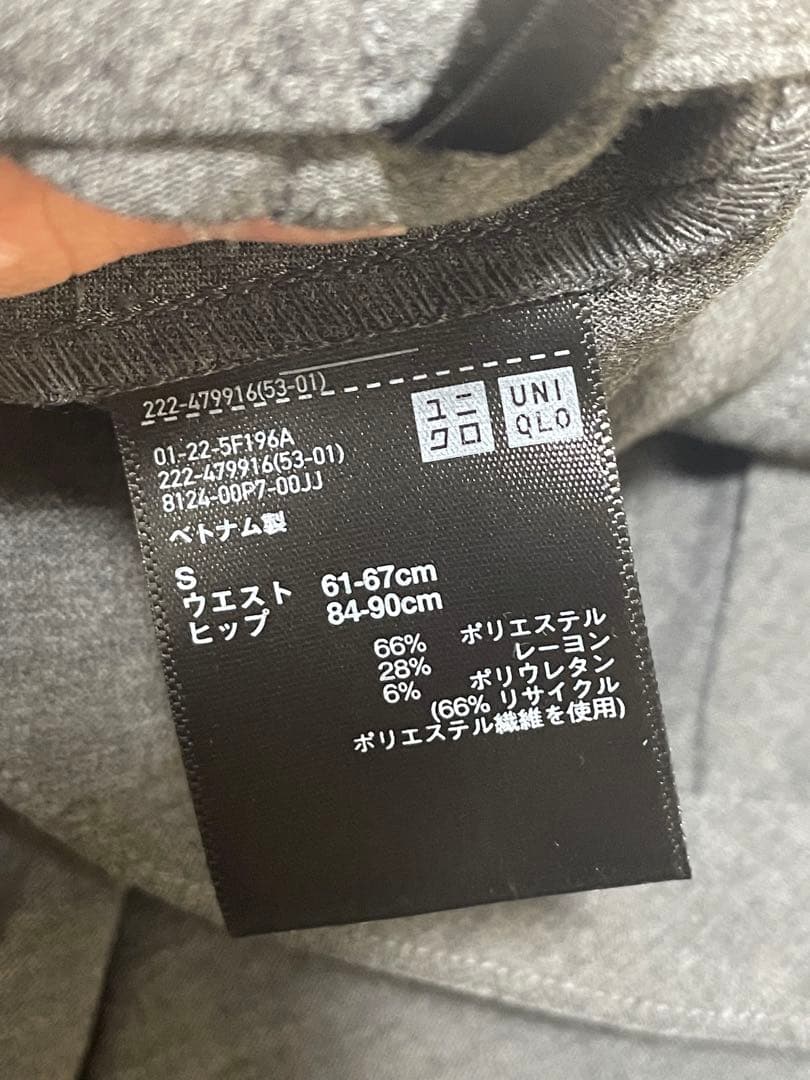 222-479916(53-01)
ユニクロ
UNIQLO
01-22-5F196A
222-479916(53-01)
8124-00P7-00JJ
ベトナム製
S
ウエスト 61-67cm
ヒップ 84-90cm
66% ポリエステル
28% レーヨン
6% ポリウレタン
(66% リサイクル
ポリエステル繊維を使用)